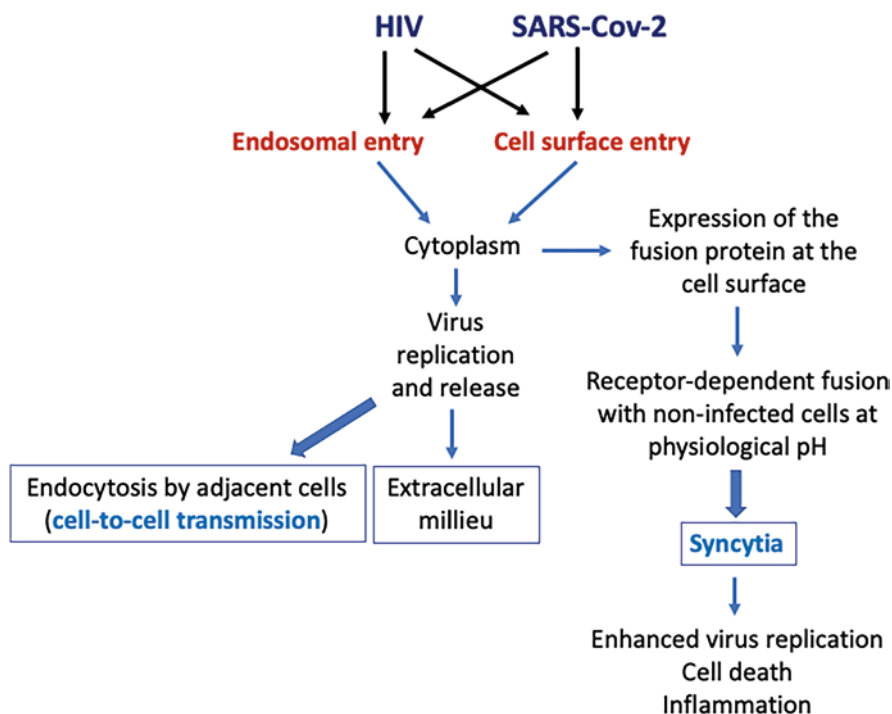 HIV
SARS-Cov-2
Endosomal entry
Cell surface entry
Cytoplasm
Expression of the
fusion protein at the
cell surface
Virus
replication
and release
Receptor-dependent fusion
with non-infected cells at
physiological pH
Endocytosis by adjacent cells
(cell-to-cell transmission)
Extracellular
millieu
Syncytia
Enhanced virus replication
Cell death
Inflammation